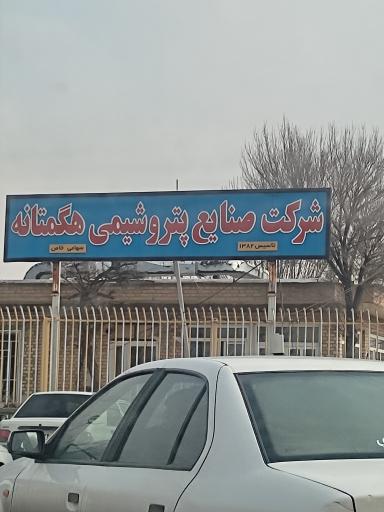 شرکت صنایع پتروشیمی هگمتانه
تاسیس ۱۳۸۲ سهامی خاص